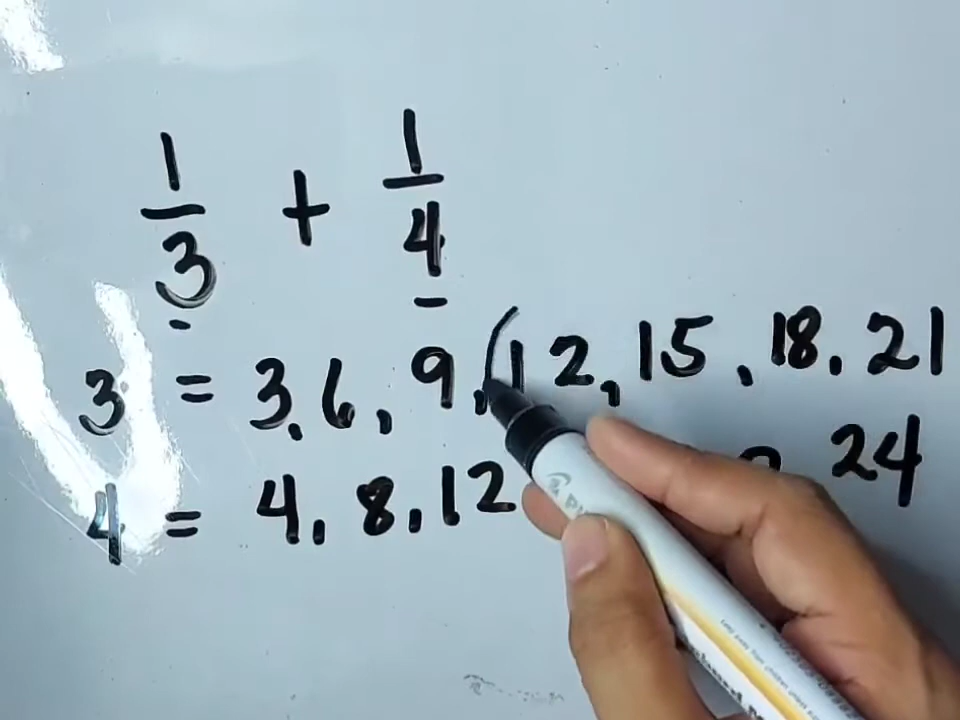 1/3 + 1/4
3 = 3, 6, 9, 12, 15, 18, 21
4 = 4, 8, 12 24